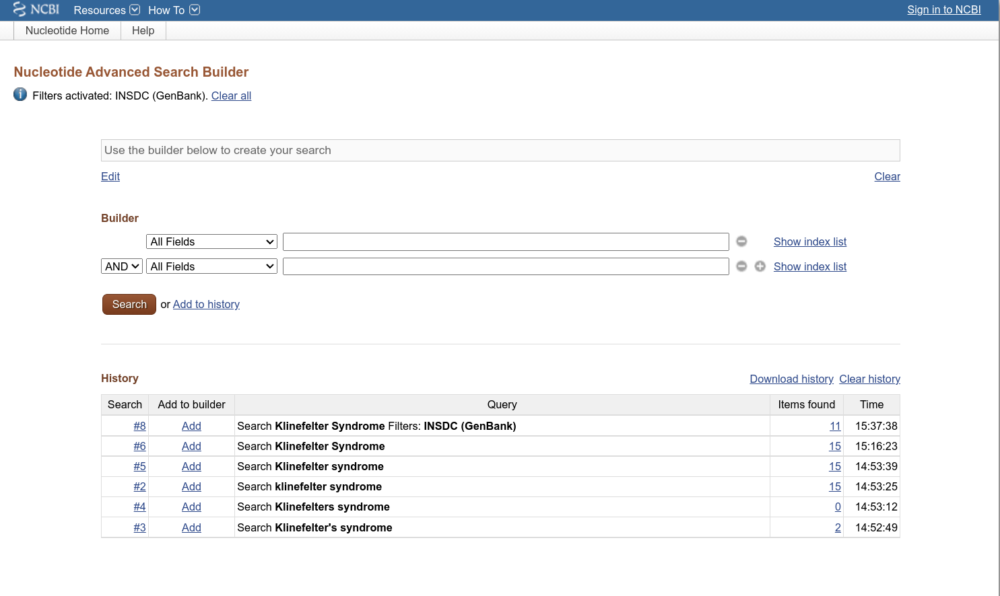 NCBI Resources How To Sign in to NCBI
Nucleotide Home Help
Nucleotide Advanced Search Builder
Filters activated: INSDC (GenBank). Clear all
Use the builder below to create your search
Edit Clear
Builder
All Fields Show index list
AND All Fields Show index list
Search or Add to history
History Download history Clear history
Search Add to builder Query Items found Time
#8 Add Search Klinefelter Syndrome Filters: INSDC (GenBank) 11 15:37:38
#6 Add Search Klinefelter Syndrome 15 15:16:23
#5 Add Search Klinefelter syndrome 15 14:53:39
#2 Add Search klinefelter syndrome 15 14:53:25
#4 Add Search Klinefelters syndrome 0 14:53:12
#3 Add Search Klinefelter's syndrome 2 14:52:49